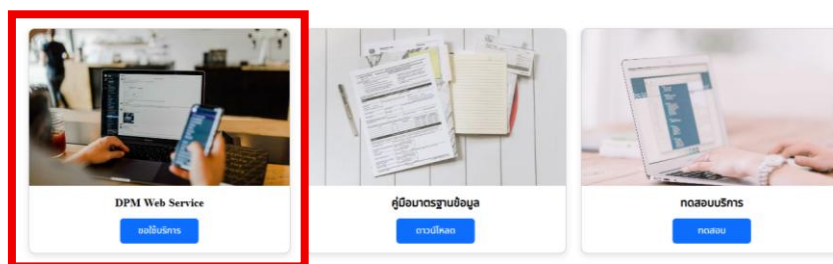 DPM Web Service
ขอใช้บริการ
คู่มือมาตรฐานข้อมูล
ดาวน์โหลด
ทดสอบบริการ
ทดสอบ